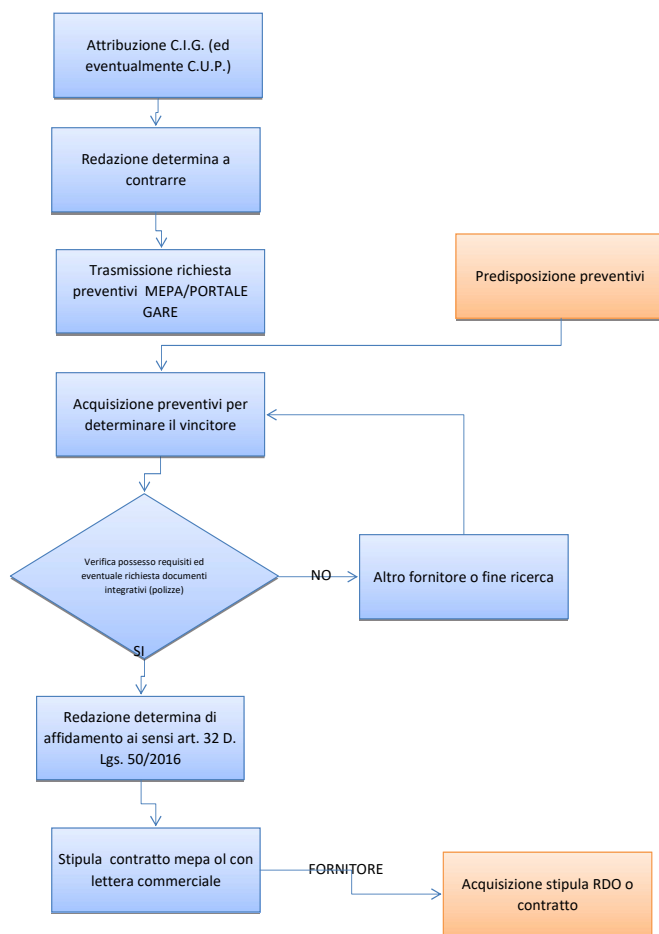 Attribuzione C.I.G. (ed
eventualmente C.U.P.)
Redazione determina a
contrarre
Trasmissione richiesta
preventivi MEPA/PORTALE
GARE
Predisposizione preventivi
Acquisizione preventivi per
determinare il vincitore
Verifica possesso requisiti ed
eventuale richiesta documenti
integrativi (polizze)
NO
Altro fornitore o fine ricerca
SI
Redazione determina di
affidamento ai sensi art. 32 D.
Lgs. 50/2016
Stipula contratto mepa ol con
lettera commerciale
FORNITORE
Acquisizione stipula RDO o
contratto